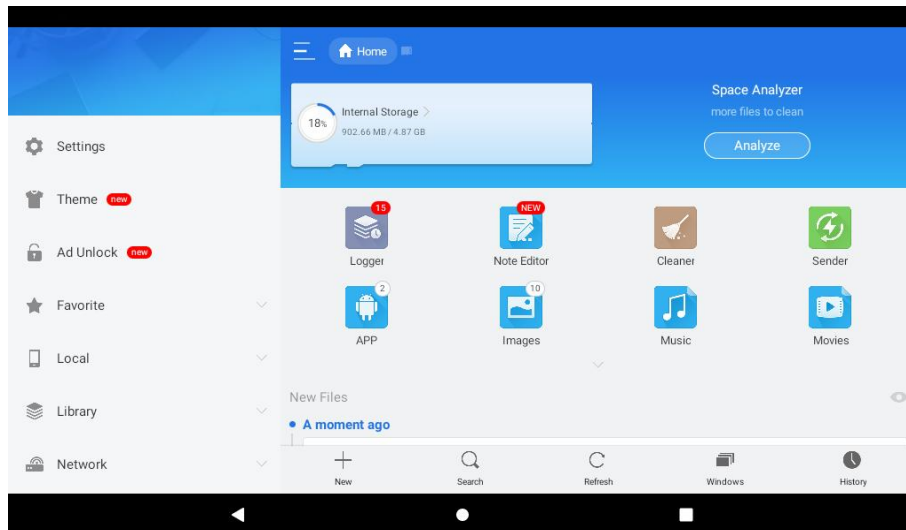 Home
18%
Internal Storage
902.66 MB / 4.87 GB
Space Analyzer
more files to clean
Analyze
Settings
Theme new
Ad Unlock new
Favorite
Local
Library
Network
15
Logger
NEW
Note Editor
Cleaner
Sender
2
APP
10
Images
Music
Movies
New Files
A moment ago
New
Search
Refresh
Windows
History